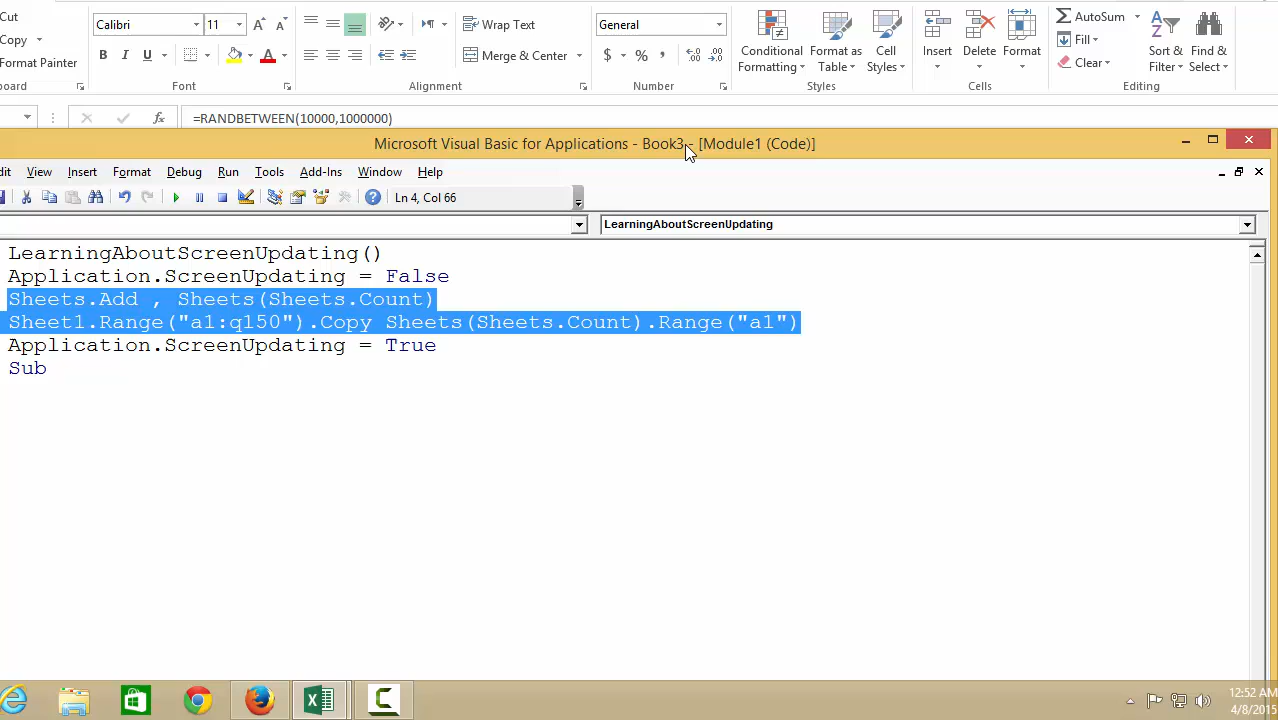 Cut
Calibri 11 A A Wrap Text General AutoSum
Copy
Format Painter B I U A Merge & Center $ % , Conditional Formatting Format as Table Cell Styles Insert Delete Format Fill Clear Sort & Filter Find & Select
oard Font Alignment Number Styles Cells Editing
fx =RANDBETWEEN(10000,1000000)
Microsoft Visual Basic for Applications - Book3 - [Module1 (Code)]
dit View Insert Format Debug Run Tools Add-Ins Window Help
Ln 4, Col 66
LearningAboutScreenUpdating
LearningAboutScreenUpdating()
Application.ScreenUpdating = False
Sheets.Add , Sheets(Sheets.Count)
Sheet1.Range("a1:q150").Copy Sheets(Sheets.Count).Range("a1")
Application.ScreenUpdating = True
Sub
12:52 AM
4/8/2015